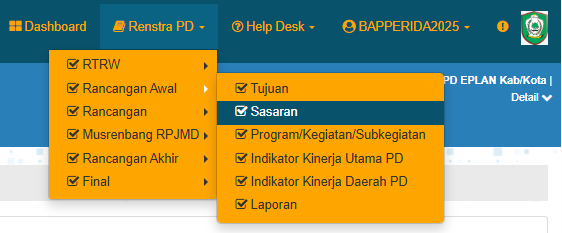 Dashboard
Renstra PD
Help Desk
BAPPERIDA2025
RTRW
Rancangan Awal
Rancangan
Musrenbang RPJMD
Rancangan Akhir
Final
Tujuan
Sasaran
Program/Kegiatan/Subkegiatan
Indikator Kinerja Utama PD
Indikator Kinerja Daerah PD
Laporan
PD EPLAN Kab/Kota |
Detail